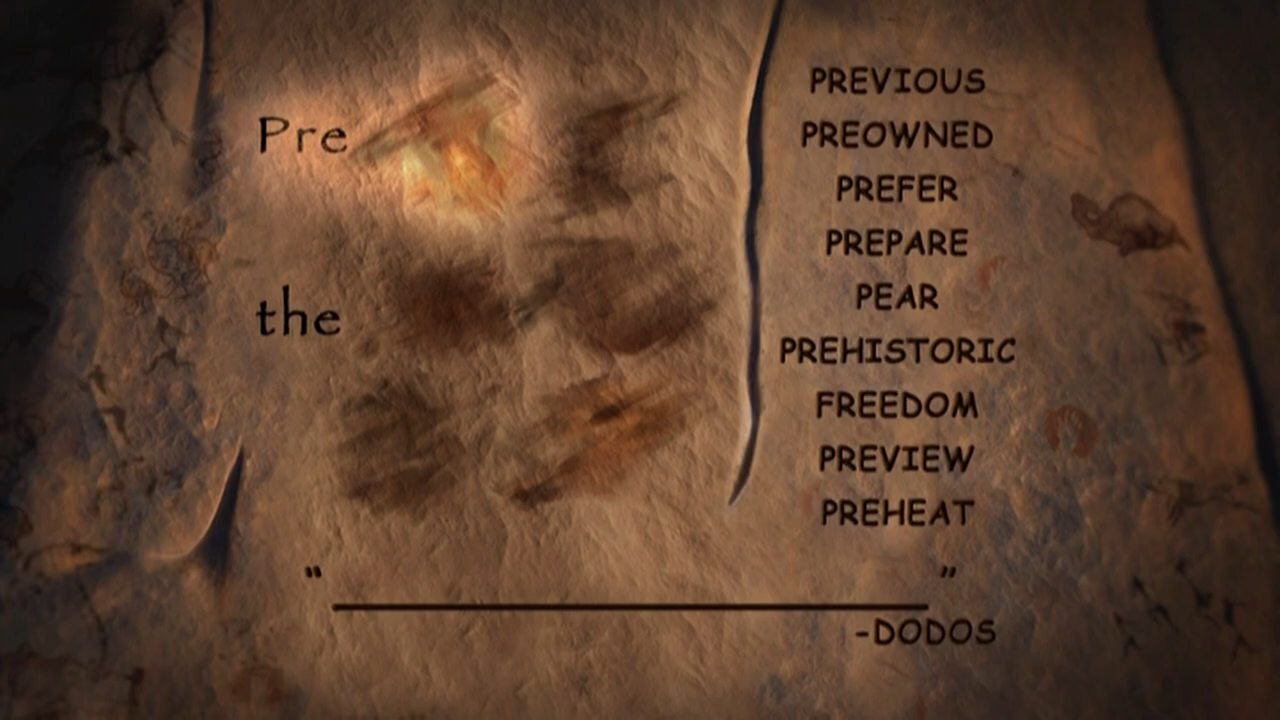 Pre
the
PREVIOUS
PREOWNED
PREFER
PREPARE
PEAR
PREHISTORIC
FREEDOM
PREVIEW
PREHEAT
“ ”
-DODOS